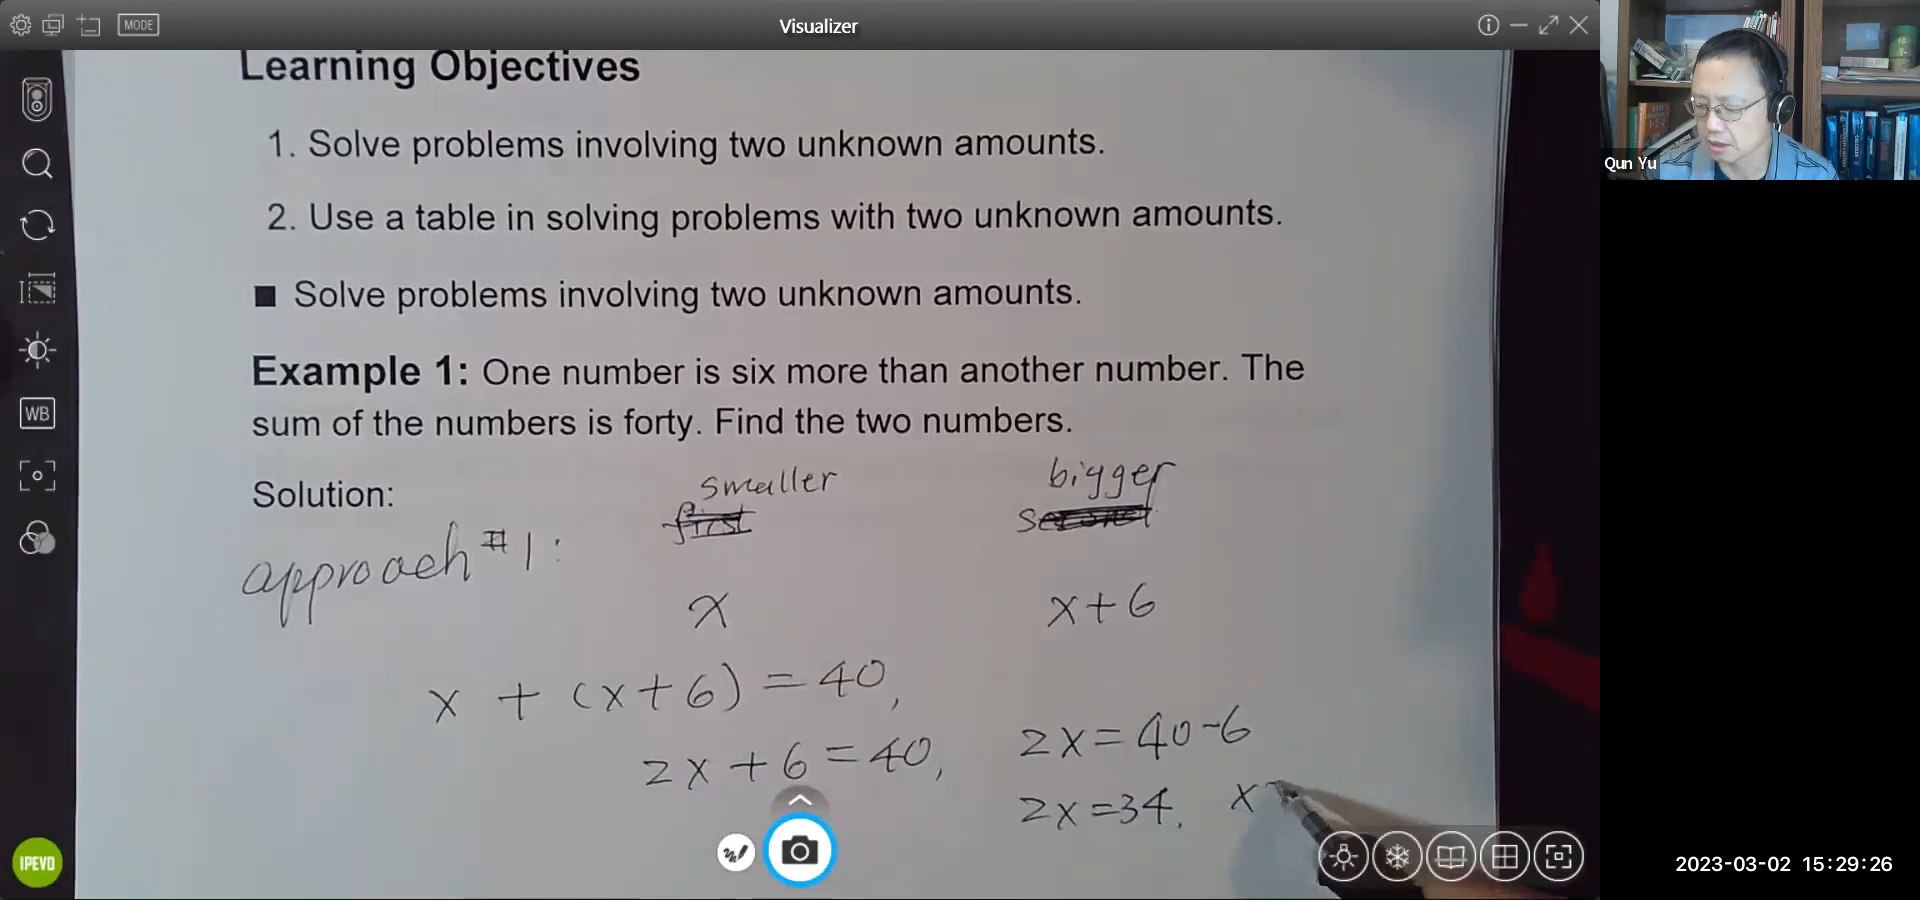 MODE
Visualizer
Learning Objectives
1. Solve problems involving two unknown amounts.
2. Use a table in solving problems with two unknown amounts.
■ Solve problems involving two unknown amounts.
Example 1: One number is six more than another number. The
sum of the numbers is forty. Find the two numbers.
Solution:
smaller bigger
first second
approach #1:
x x+6
x + (x+6) = 40,
2x + 6 = 40, 2x = 40-6
2x = 34. x
WB
IPEVO
Qun Yu
2023-03-02 15:29:26